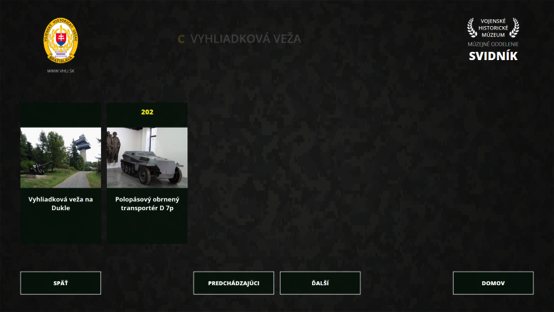 WWW.VHU.SK
C VYHLIADKOVÁ VEŽA
VOJENSKÉ
HISTORICKÉ
MÚZEUM
MÚZEJNÉ ODDELENIE
SVIDNÍK
Vyhliadková veža na
Dukle
202
Polopásový obrnený
transportér D 7p
SPÄŤ
PREDCHÁDZAJÚCI
ĎALŠÍ
DOMOV